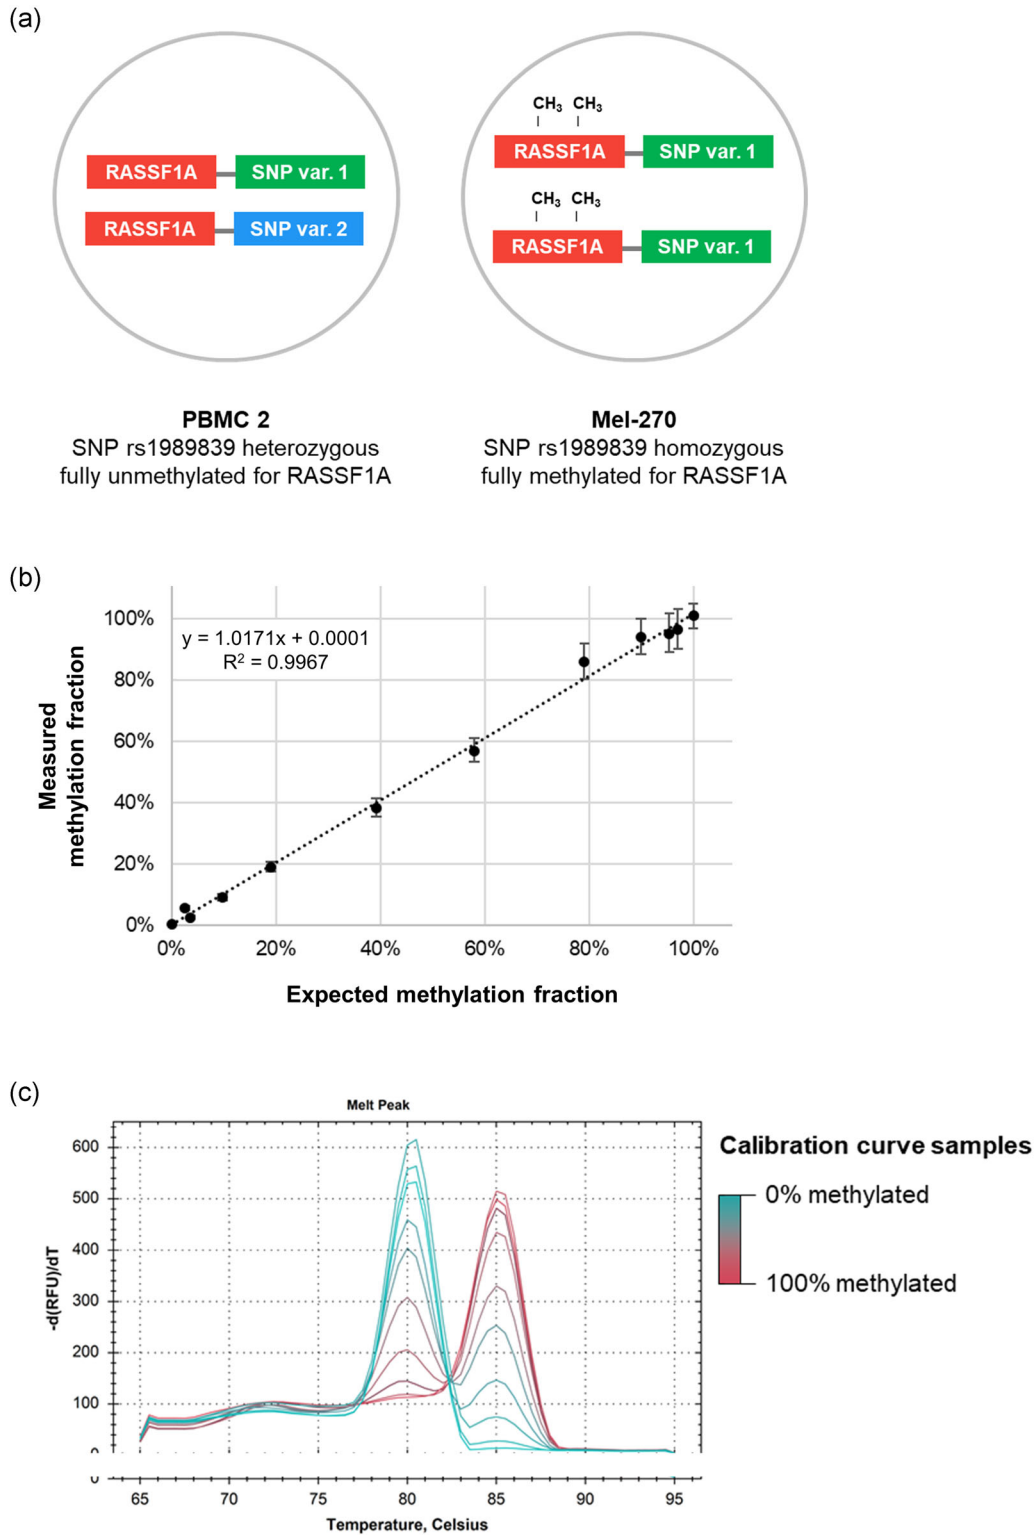 (a)
CH3 CH3
RASSF1A SNP var. 1
RASSF1A SNP var. 2
RASSF1A SNP var. 1
CH3 CH3
RASSF1A SNP var. 1
PBMC 2
SNP rs1989839 heterozygous
fully unmethylated for RASSF1A
Mel-270
SNP rs1989839 homozygous
fully methylated for RASSF1A
(b)
Measured
methylation fraction
100%
80%
60%
40%
20%
0%
y = 1.0171x + 0.0001
R² = 0.9967
0% 20% 40% 60% 80% 100%
Expected methylation fraction
(c)
Melt Peak
-d(RFU)/dT
600
500
400
300
200
100
0
0
65 70 75 80 85 90 95
Temperature, Celsius
Calibration curve samples
0% methylated
100% methylated